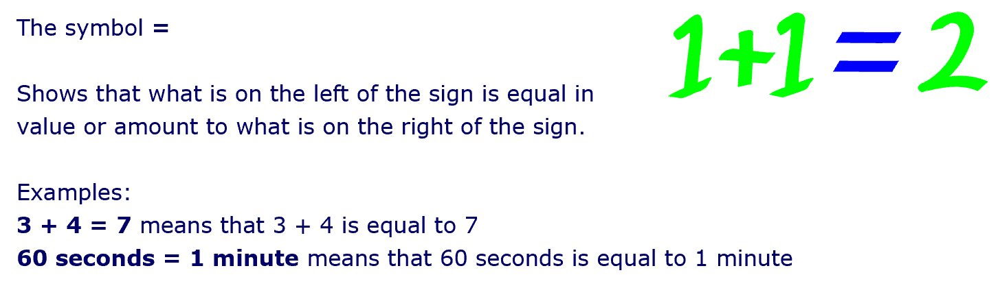 The symbol =
1+1=2
Shows that what is on the left of the sign is equal in
value or amount to what is on the right of the sign.
Examples:
3 + 4 = 7 means that 3 + 4 is equal to 7
60 seconds = 1 minute means that 60 seconds is equal to 1 minute